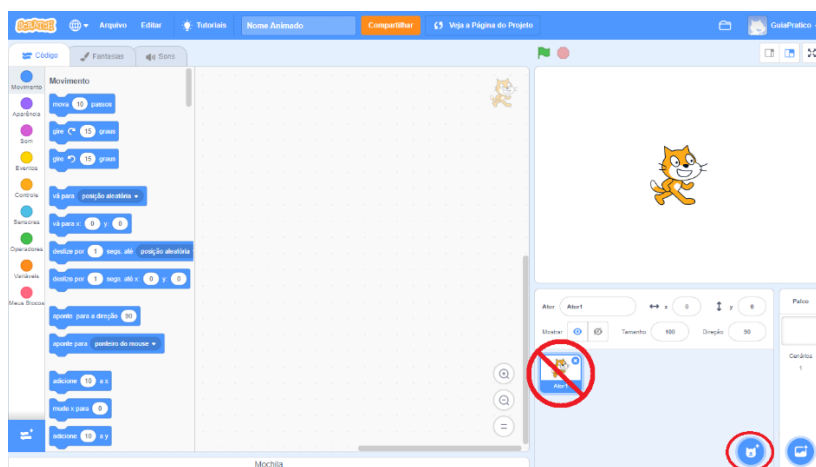 SCRATCH Arquivo Editar Tutoriais Nome Animado Compartilhar Veja a Página do Projeto GuiaPratico
Código Fantasias Sons
Movimento
Aparência
Som
Eventos
Controle
Sensores
Operadores
Variáveis
Meus Blocos
Movimento
mova 10 passos
gire 15 graus
gire 15 graus
vá para posição aleatória
vá para x: 0 y: 0
deslize por 1 segs. até posição aleatória
deslize por 1 segs. até x: 0 y: 0
aponte para a direção 90
aponte para ponteiro do mouse
adicione 10 a x
mude x para 0
adicione 10 a y
Mochila
Ator Ator1 x 0 y 0
Mostrar Tamanho 100 Direção 90
Ator1
Palco
Cenários
1